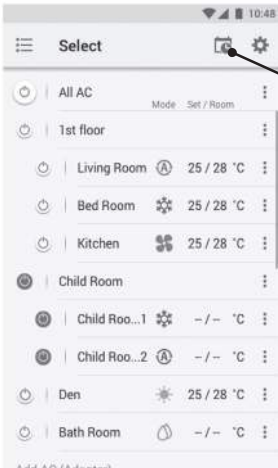 10:48
Select
All AC
Mode Set / Room
1st floor
Living Room A 25 / 28 °C
Bed Room 25 / 28 °C
Kitchen 25 / 28 °C
Child Room
Child Roo...1 – / – °C
Child Roo...2 A – / – °C
Den 25 / 28 °C
Bath Room – / – °C
Add AC (Adaptor)